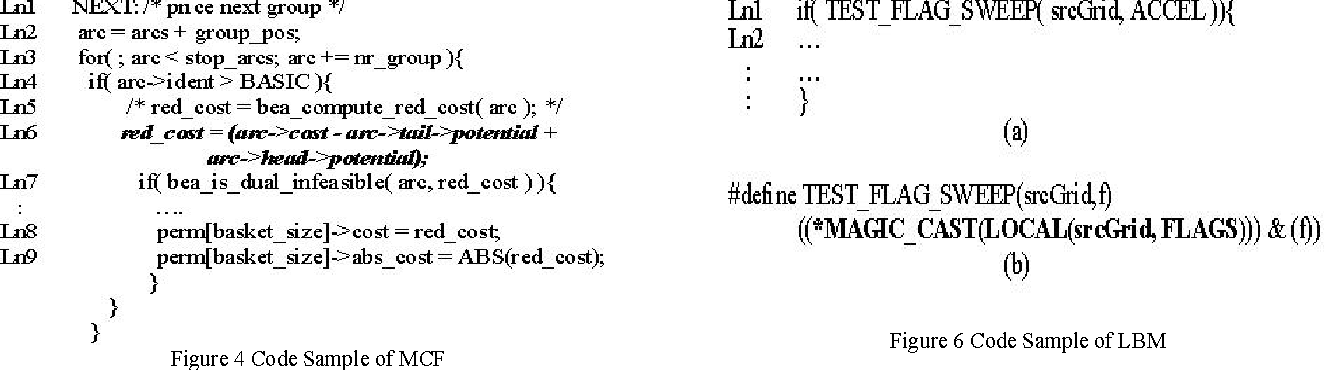 Ln1 NEXT: /* price next group */
Ln2 arc = arcs + group_pos;
Ln3 for( ; arc < stop_arcs; arc += nr_group ){
Ln4 if( arc->ident > BASIC ){
Ln5 /* red_cost = bea_compute_red_cost( arc ); */
Ln6 red_cost = (arc->cost - arc->tail->potential +
arc->head->potential);
Ln7 if( bea_is_dual_infeasible( arc, red_cost ) ){
: ....
Ln8 perm[basket_size]->cost = red_cost;
Ln9 perm[basket_size]->abs_cost = ABS(red_cost);
}
}
}
Figure 4 Code Sample of MCF
Ln1 if( TEST_FLAG_SWEEP( srcGrid, ACCEL )){
Ln2 ...
: ...
: }
(a)
#define TEST_FLAG_SWEEP(srcGrid,f)
((*MAGIC_CAST(LOCAL(srcGrid, FLAGS))) & (f))
(b)
Figure 6 Code Sample of LBM